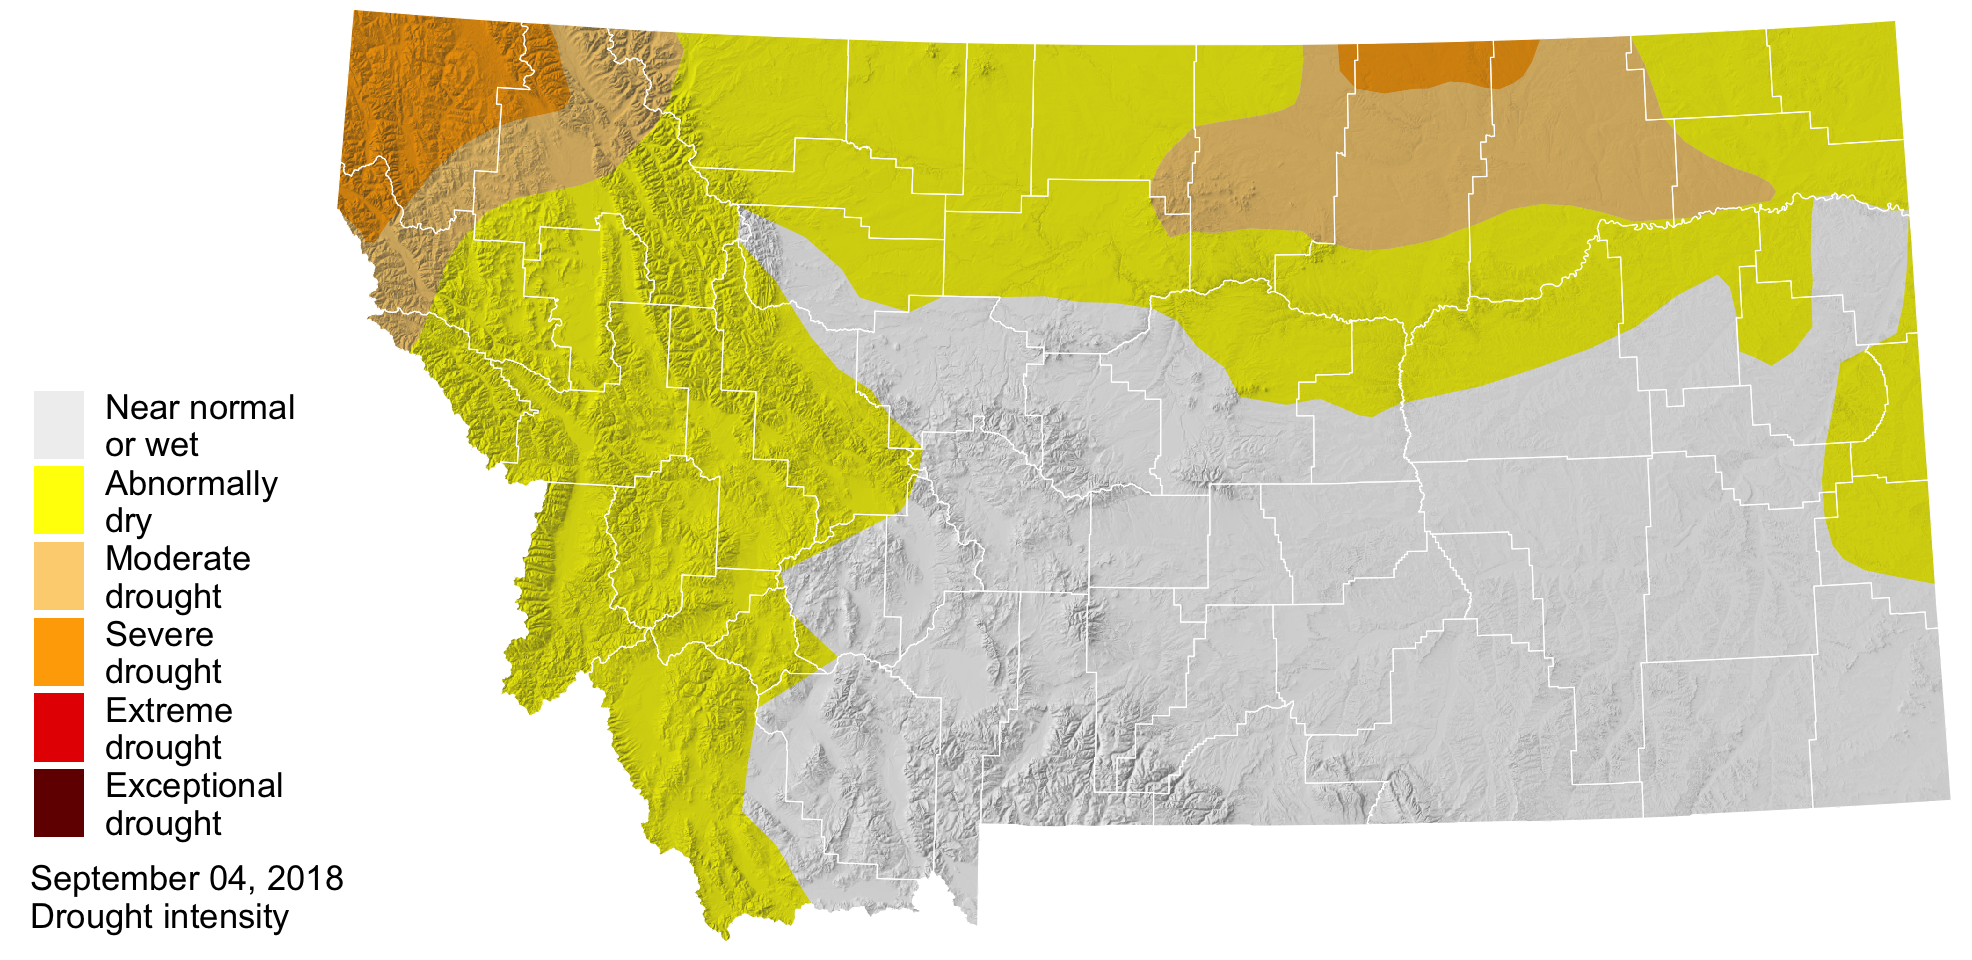 Near normal
or wet
Abnormally
dry
Moderate
drought
Severe
drought
Extreme
drought
Exceptional
drought
September 04, 2018
Drought intensity